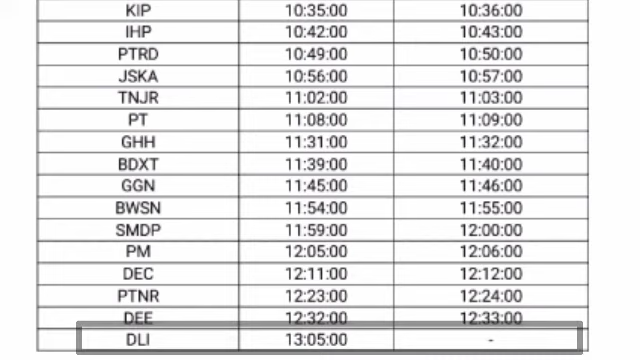 KIP 10:35:00 10:36:00
IHP 10:42:00 10:43:00
PTRD 10:49:00 10:50:00
JSKA 10:56:00 10:57:00
TNJR 11:02:00 11:03:00
PT 11:08:00 11:09:00
GHH 11:31:00 11:32:00
BDXT 11:39:00 11:40:00
GGN 11:45:00 11:46:00
BWSN 11:54:00 11:55:00
SMDP 11:59:00 12:00:00
PM 12:05:00 12:06:00
DEC 12:11:00 12:12:00
PTNR 12:23:00 12:24:00
DEE 12:32:00 12:33:00
DLI 13:05:00 -